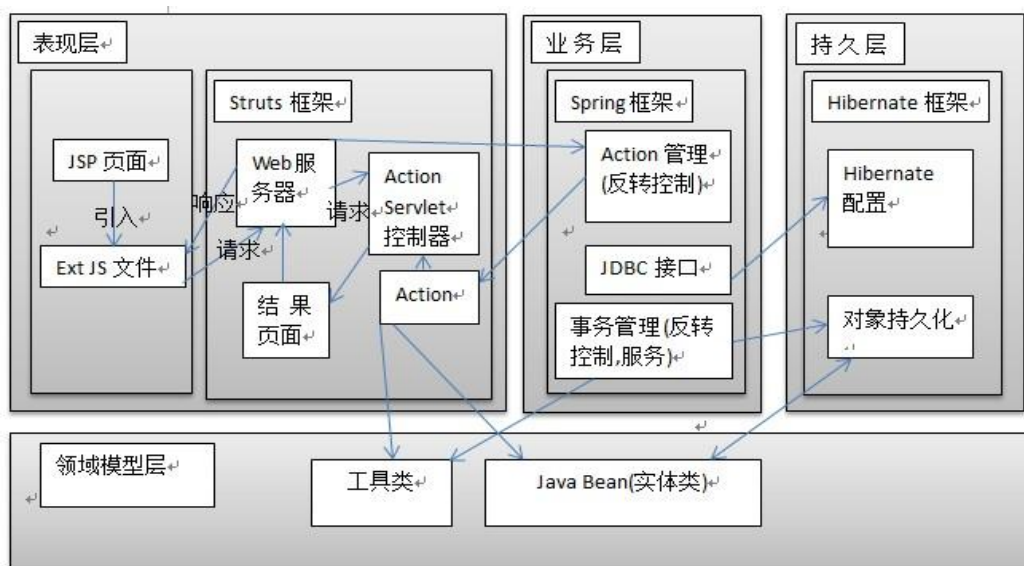 表现层
JSP 页面
引入
Ext JS 文件
响应
请求
Struts 框架
Web 服
务器
请求
Action
Servlet
控制器
结 果
页面
Action
业务层
Spring 框架
Action 管理
(反转控制)
JDBC 接口
事务管理(反转
控制,服务)
持久层
Hibernate 框架
Hibernate
配置
对象持久化
领域模型层
工具类
Java Bean(实体类)